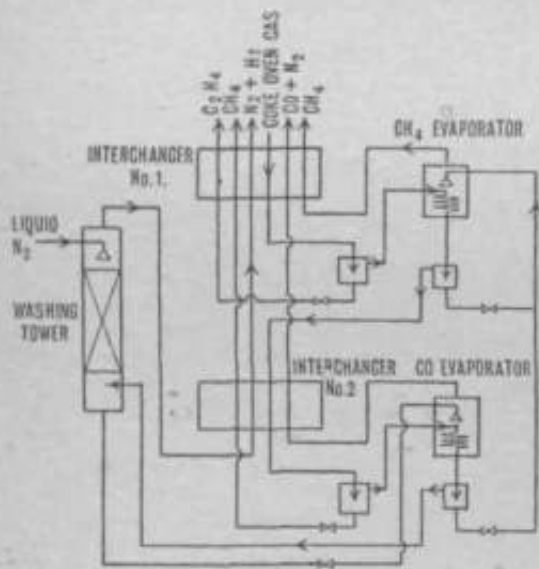 C2H4
CH4
N2 + H2
COKE OVEN GAS
CO + N2
CH4
INTERCHANGER
No.1.
CH4 EVAPORATOR
LIQUID
N2
WASHING
TOWER
INTERCHANGER
No.2
CO EVAPORATOR